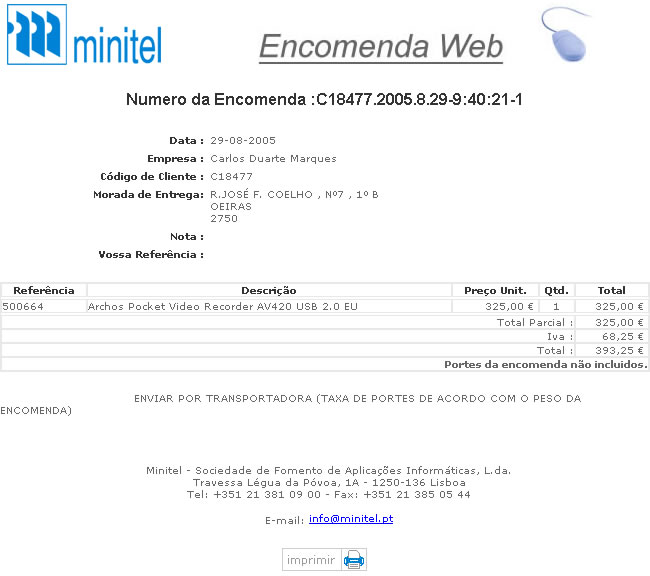 minitel
Encomenda Web
Numero da Encomenda :C18477.2005.8.29-9:40:21-1
Data : 29-08-2005
Empresa : Carlos Duarte Marques
Código de Cliente : C18477
Morada de Entrega: R.JOSÉ F. COELHO , Nº7 , 1º B
OEIRAS
2750
Nota :
Vossa Referência :
Referência Descrição Preço Unit. Qtd. Total
500664 Archos Pocket Video Recorder AV420 USB 2.0 EU 325,00 € 1 325,00 €
Total Parcial : 325,00 €
Iva : 68,25 €
Total : 393,25 €
Portes da encomenda não incluidos.
ENVIAR POR TRANSPORTADORA (TAXA DE PORTES DE ACORDO COM O PESO DA
ENCOMENDA)
Minitel - Sociedade de Fomento de Aplicações Informáticas, L.da.
Travessa Légua da Póvoa, 1A - 1250-136 Lisboa
Tel: +351 21 381 09 00 - Fax: +351 21 385 05 44
E-mail: info@minitel.pt
imprimir